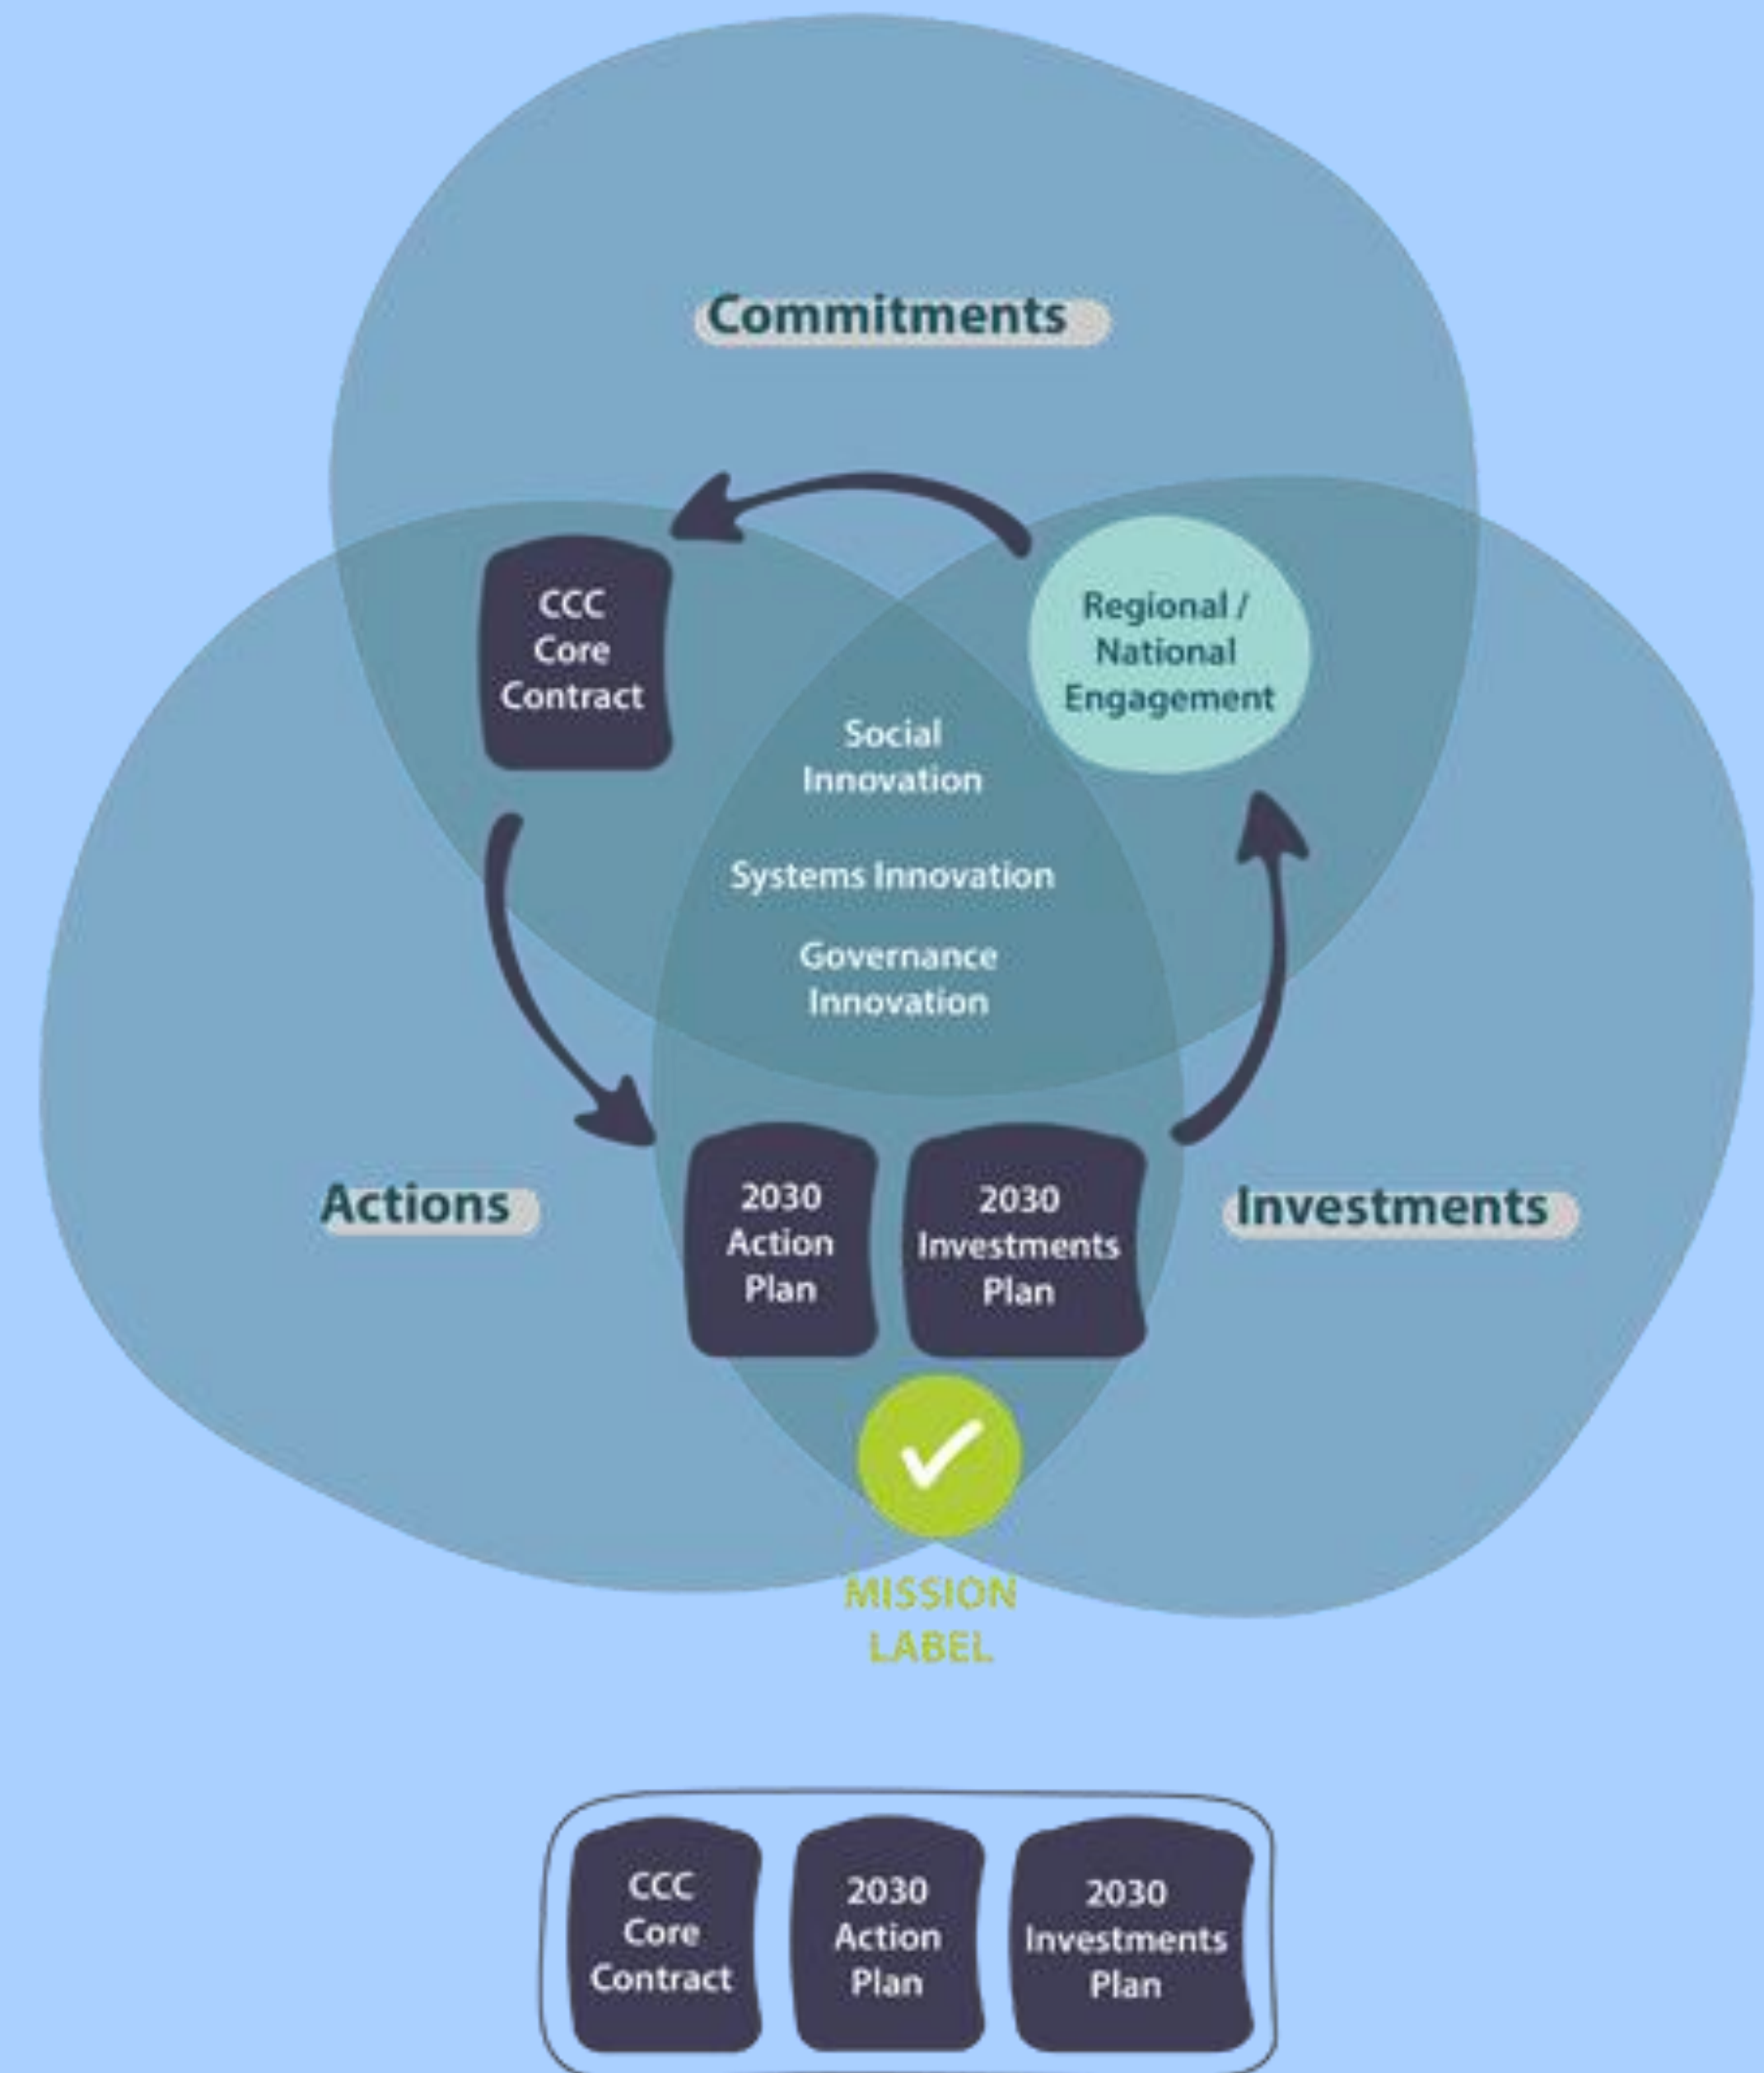 Commitments
CCC
Core
Contract
Regional /
National
Engagement
Social
Innovation
Systems Innovation
Governance
Innovation
Actions
2030
Action
Plan
2030
Investments
Plan
Investments
MISSION
LABEL
CCC
Core
Contract
2030
Action
Plan
2030
Investments
Plan